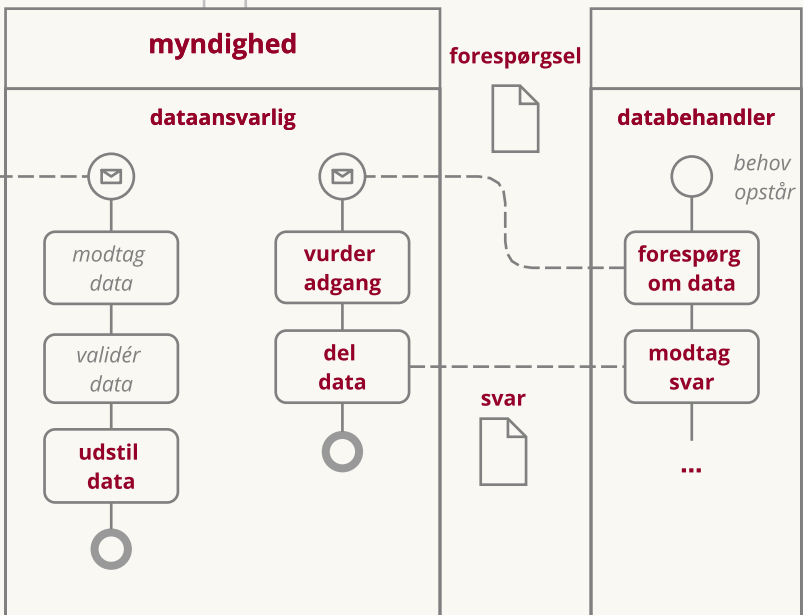 myndighed
dataansvarlig
modtag
data
validér
data
udstil
data
vurder
adgang
del
data
forespørgsel
svar
databehandler
behov
opstår
forespørg
om data
modtag
svar
...